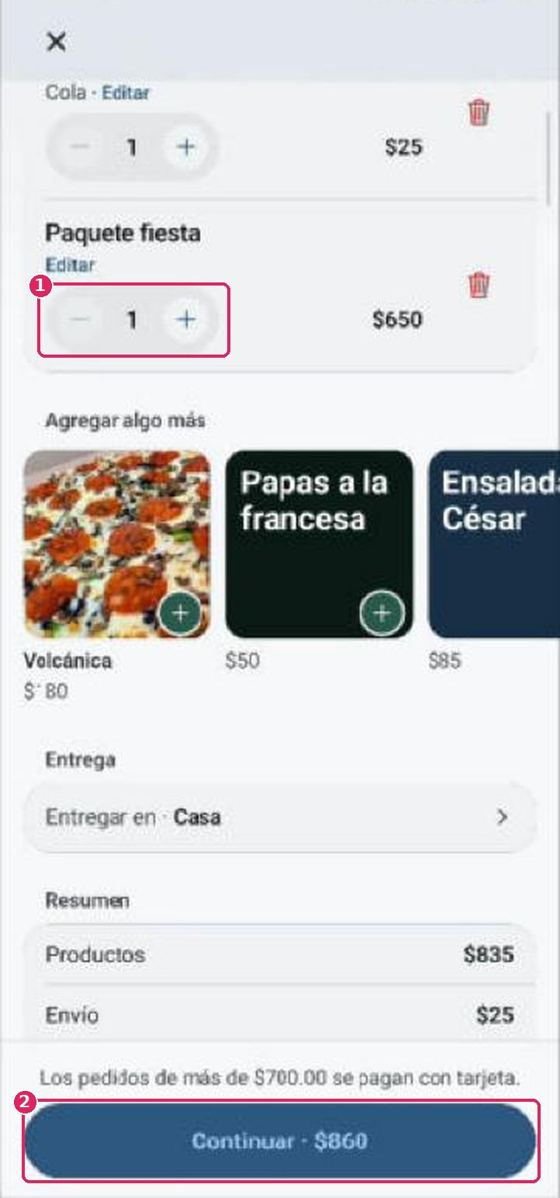 Cola · Editar
1
$25
Paquete fiesta
Editar
1
1
$650
Agregar algo más
Papas a la
francesa
Ensalada
César
Volcánica
$50
$85
Entrega
Entregar en · Casa
Resumen
Productos
$835
Envío
$25
Los pedidos de más de $700.00 se pagan con tarjeta.
2
Continuar · $860